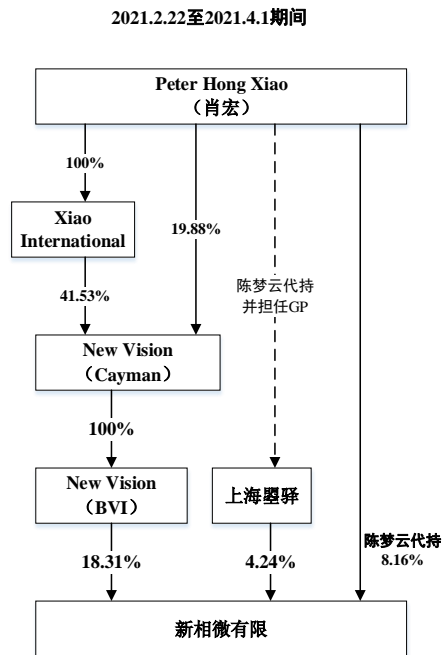 2021.2.22至2021.4.1期间
Peter Hong Xiao
（肖宏）
100%
Xiao
International
19.88%
41.53%
陈梦云代持
并担任GP
New Vision
（Cayman）
100%
New Vision
（BVI）
上海曌驿
18.31%
4.24%
陈梦云代持
8.16%
新相微有限